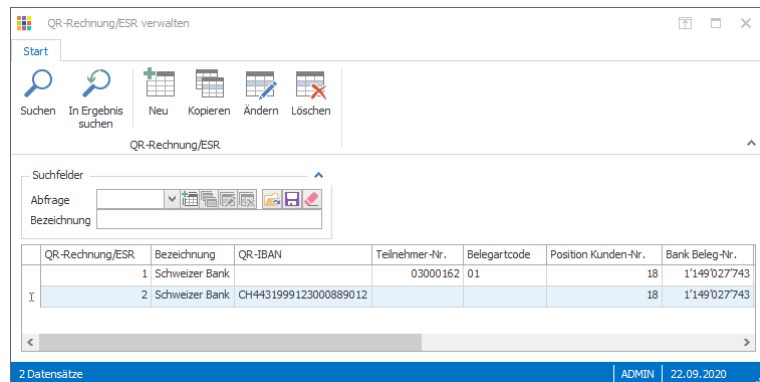 QR-Rechnung/ESR verwalten
Start
Suchen In Ergebnis suchen Neu Kopieren Ändern Löschen
QR-Rechnung/ESR
Suchfelder
Abfrage
Bezeichnung
QR-Rechnung/ESR Bezeichnung QR-IBAN Teilnehmer-Nr. Belegartcode Position Kunden-Nr. Bank Beleg-Nr.
1 Schweizer Bank 03000162 01 18 1'149'027'743
2 Schweizer Bank CH4431999123000889012 18 1'149'027'743
2 Datensätze ADMIN 22.09.2020